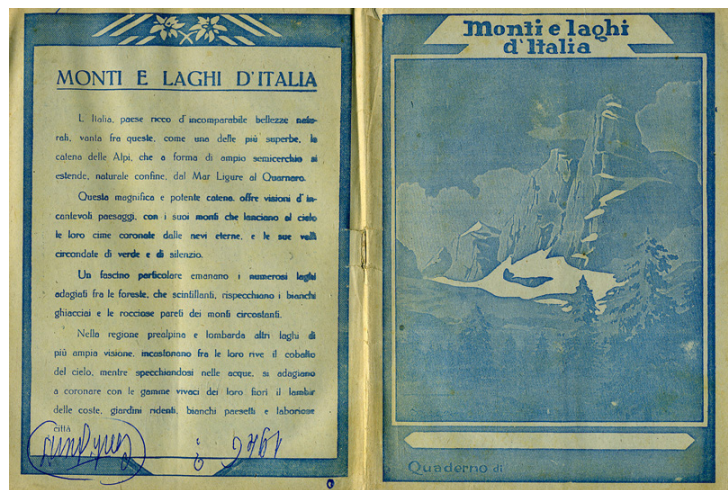 MONTI E LAGHI D'ITALIA
L Italia, paese ricco d'incomparabile bellezze natu-
rali, vanta fra queste, come una delle più superbe, la
catena delle Alpi, che a forma di ampio semicerchio si
estende, naturale confine, dal Mar Ligure al Quarnaro.
Questa magnifica e potente catena, offre visioni d'in-
cantevoli paesaggi, con i suoi monti che lanciano al cielo
le loro cime coronate dalle nevi eterne, e le sue valli
circondate di verde e di silenzio.
Un fascino particolare emanano i numerosi laghi
adagiati fra le foreste, che scintillanti, rispecchiano i bianchi
ghiacciai e le rocciose pareti dei monti circostanti.
Nella regione prealpina e lombarda altri laghi di
più ampia visione, incastonano fra le loro rive il cobalto
del cielo, mentre specchiandosi nelle acque, si adagiano
a coronare con le gamme vivaci dei loro fiori il lambir
delle coste, giardini ridenti, bianchi paesetti e laboriose
città
Monti e laghi
d'Italia
Quaderno di